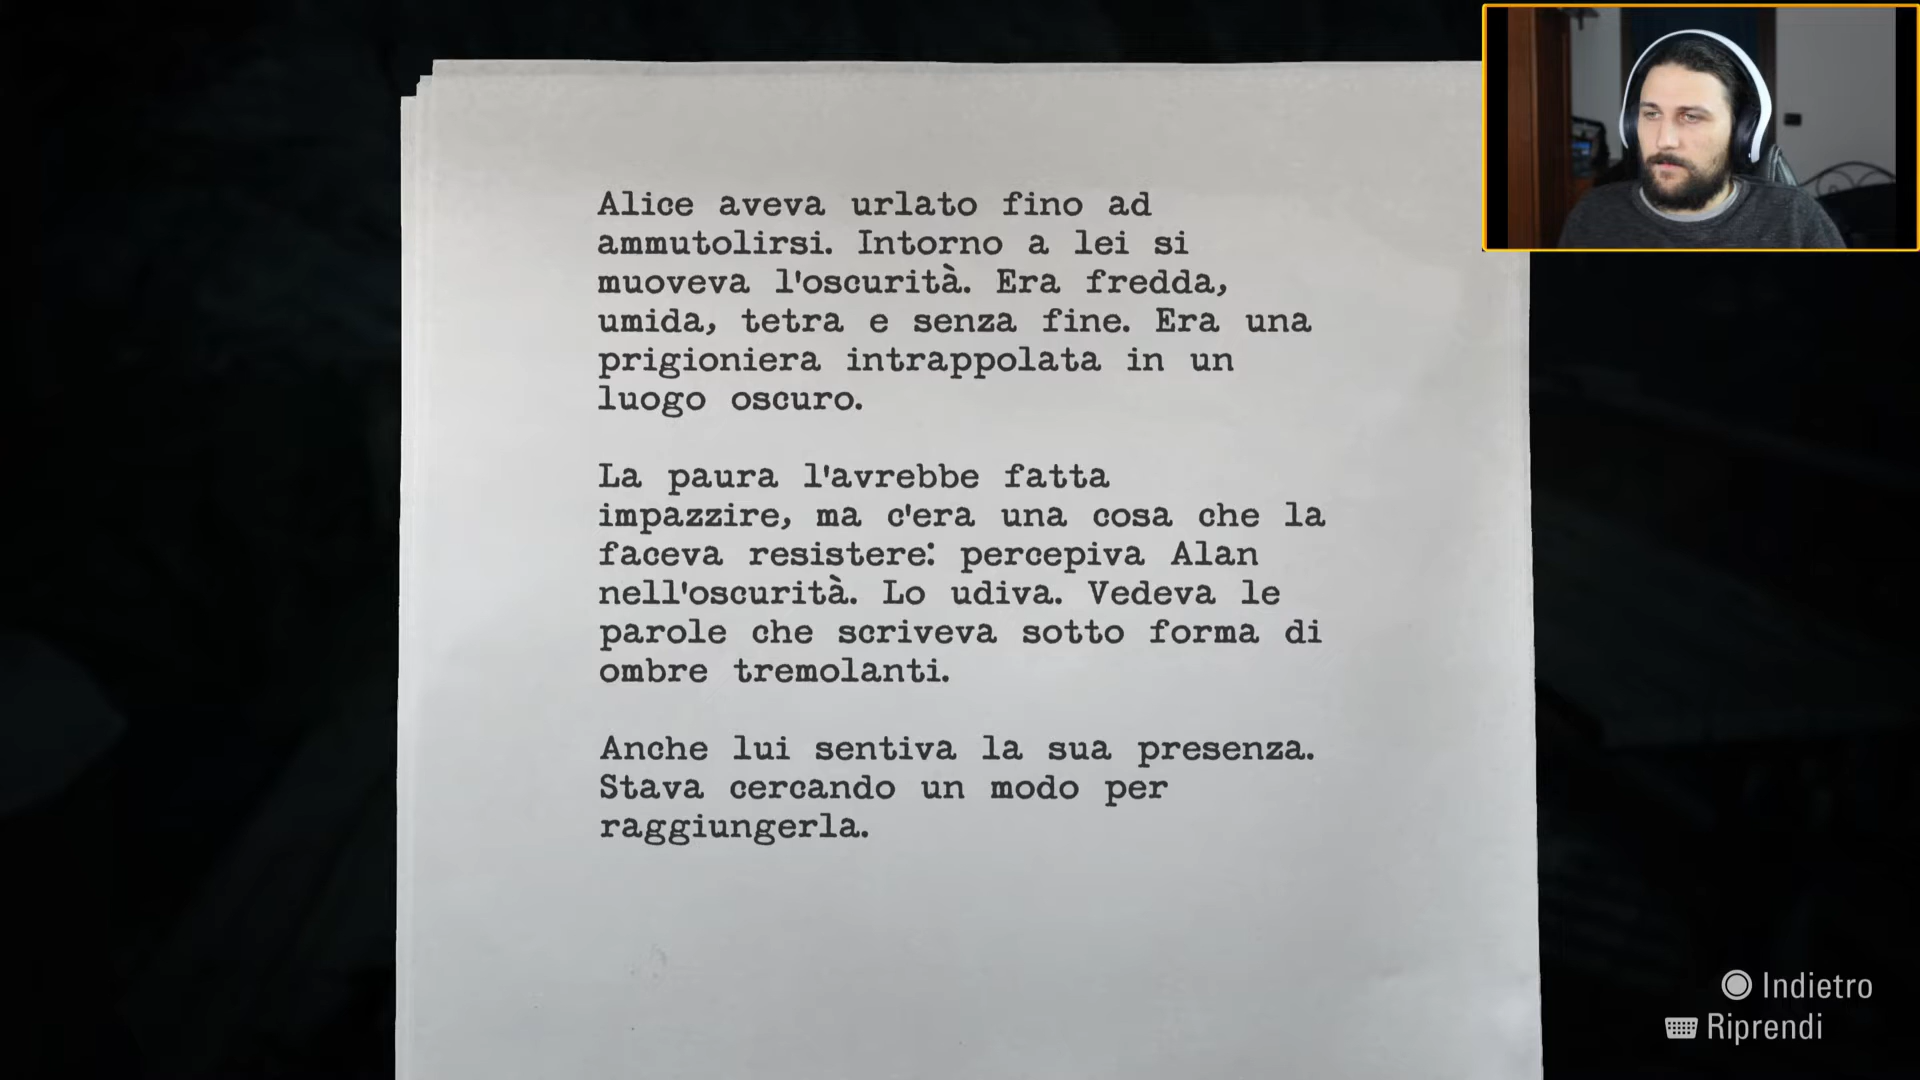 Alice aveva urlato fino ad
ammutolirsi. Intorno a lei si
muoveva l'oscurità. Era fredda,
umida, tetra e senza fine. Era una
prigioniera intrappolata in un
luogo oscuro.
La paura l'avrebbe fatta
impazzire, ma c'era una cosa che la
faceva resistere: percepiva Alan
nell'oscurità. Lo udiva. Vedeva le
parole che scriveva sotto forma di
ombre tremolanti.
Anche lui sentiva la sua presenza.
Stava cercando un modo per
raggiungerla.
Indietro
Riprendi